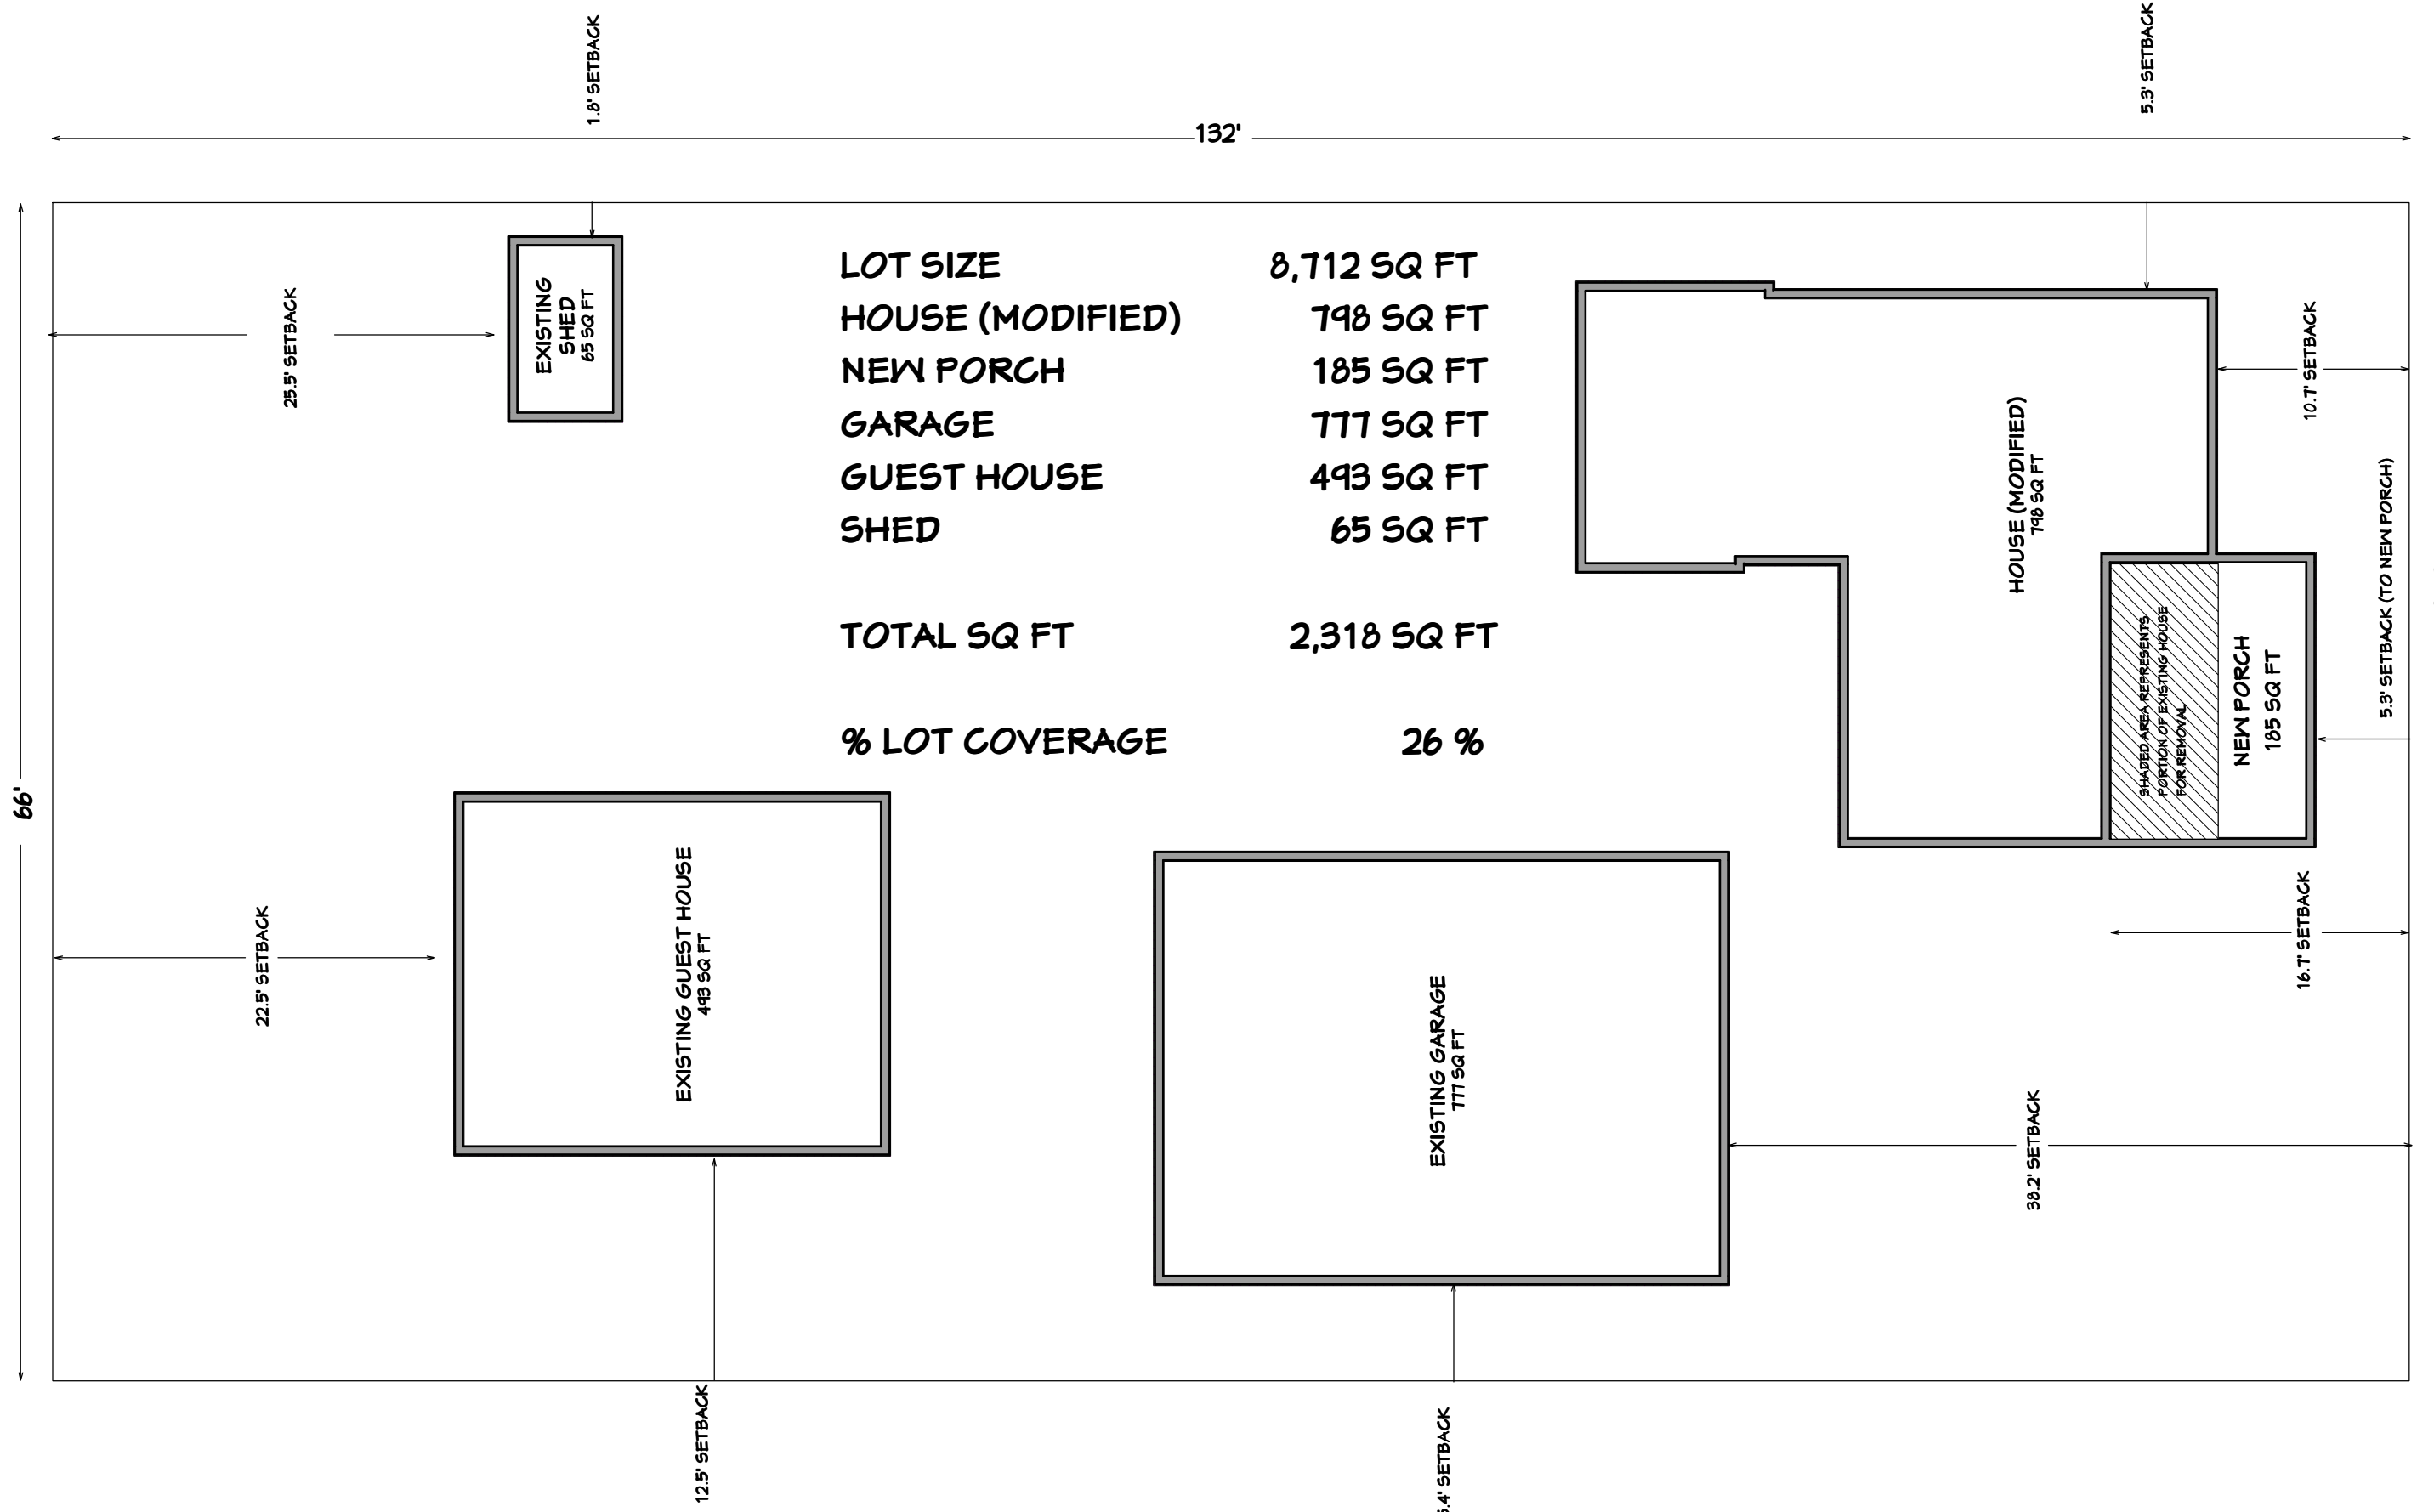 1.8' SETBACK
5.3' SETBACK
132'
66'
25.5' SETBACK
EXISTING
SHED
65 SQ FT
LOT SIZE 8,712 SQ FT
HOUSE (MODIFIED) 798 SQ FT
NEW PORCH 185 SQ FT
GARAGE 777 SQ FT
GUEST HOUSE 493 SQ FT
SHED 65 SQ FT
TOTAL SQ FT 2,318 SQ FT
% LOT COVERAGE 26 %
HOUSE (MODIFIED)
798 SQ FT
10.7' SETBACK
5.3' SETBACK (TO NEW PORCH)
SHADED AREA REPRESENTS
PORTION OF EXISTING HOUSE
FOR REMOVAL
NEW PORCH
185 SQ FT
16.7' SETBACK
22.5' SETBACK
EXISTING GUEST HOUSE
493 SQ FT
EXISTING GARAGE
777 SQ FT
38.2' SETBACK
12.5' SETBACK
SETBACK